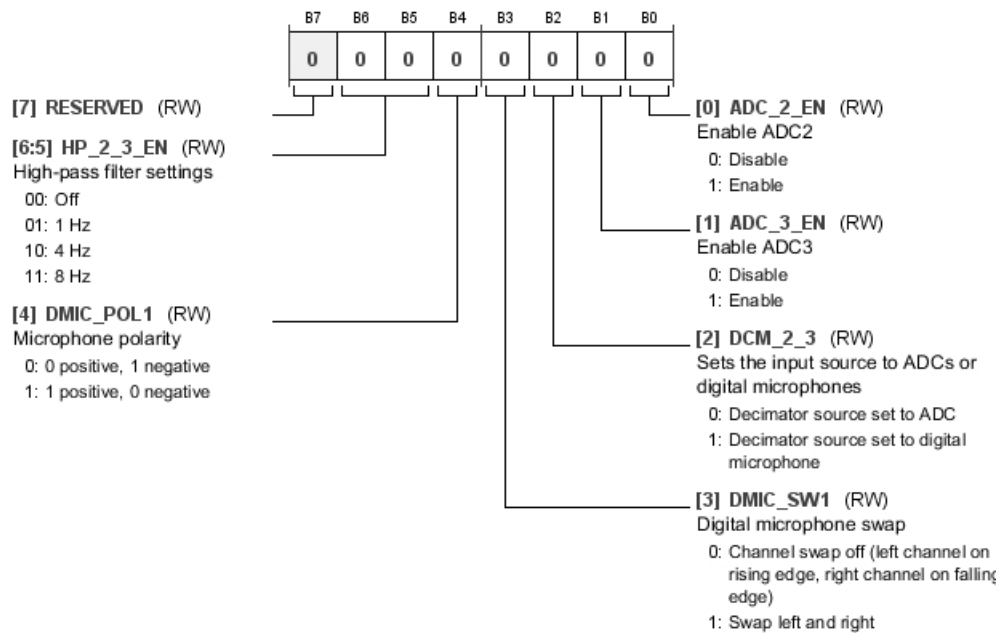 B7 B6 B5 B4 B3 B2 B1 B0
0 0 0 0 0 0 0 0
[7] RESERVED (RW)
[6:5] HP_2_3_EN (RW)
High-pass filter settings
00: Off
01: 1 Hz
10: 4 Hz
11: 8 Hz
[4] DMIC_POL1 (RW)
Microphone polarity
0: 0 positive, 1 negative
1: 1 positive, 0 negative
[0] ADC_2_EN (RW)
Enable ADC2
0: Disable
1: Enable
[1] ADC_3_EN (RW)
Enable ADC3
0: Disable
1: Enable
[2] DCM_2_3 (RW)
Sets the input source to ADCs or
digital microphones
0: Decimator source set to ADC
1: Decimator source set to digital
microphone
[3] DMIC_SW1 (RW)
Digital microphone swap
0: Channel swap off (left channel on
rising edge, right channel on falling
edge)
1: Swap left and right